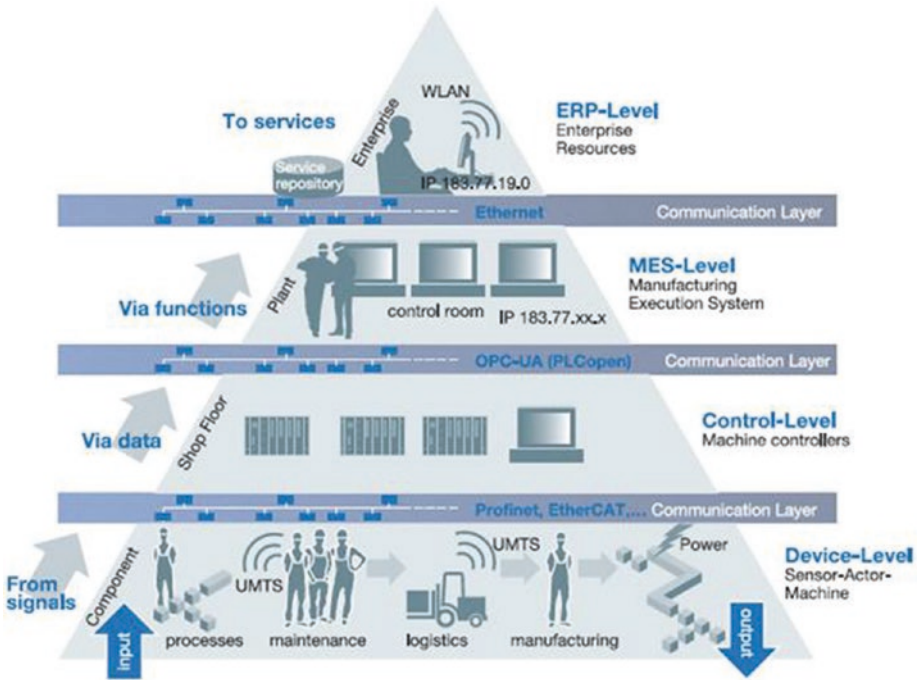 WLAN
Enterprise
To services
ERP-Level
Enterprise
Resources
Service
repository
IP 183.77.19.0
Ethernet
Communication Layer
Plant
MES-Level
Manufacturing
Execution System
Via functions
control room
IP 183.77.xx.x
OPC-UA (PLCopen)
Communication Layer
Shop Floor
Control-Level
Machine controllers
Via data
Profinet, EtherCAT,...
Communication Layer
Component
UMTS
UMTS
Power
Device-Level
Sensor-Actor-
Machine
From
signals
input
processes
maintenance
logistics
manufacturing
output